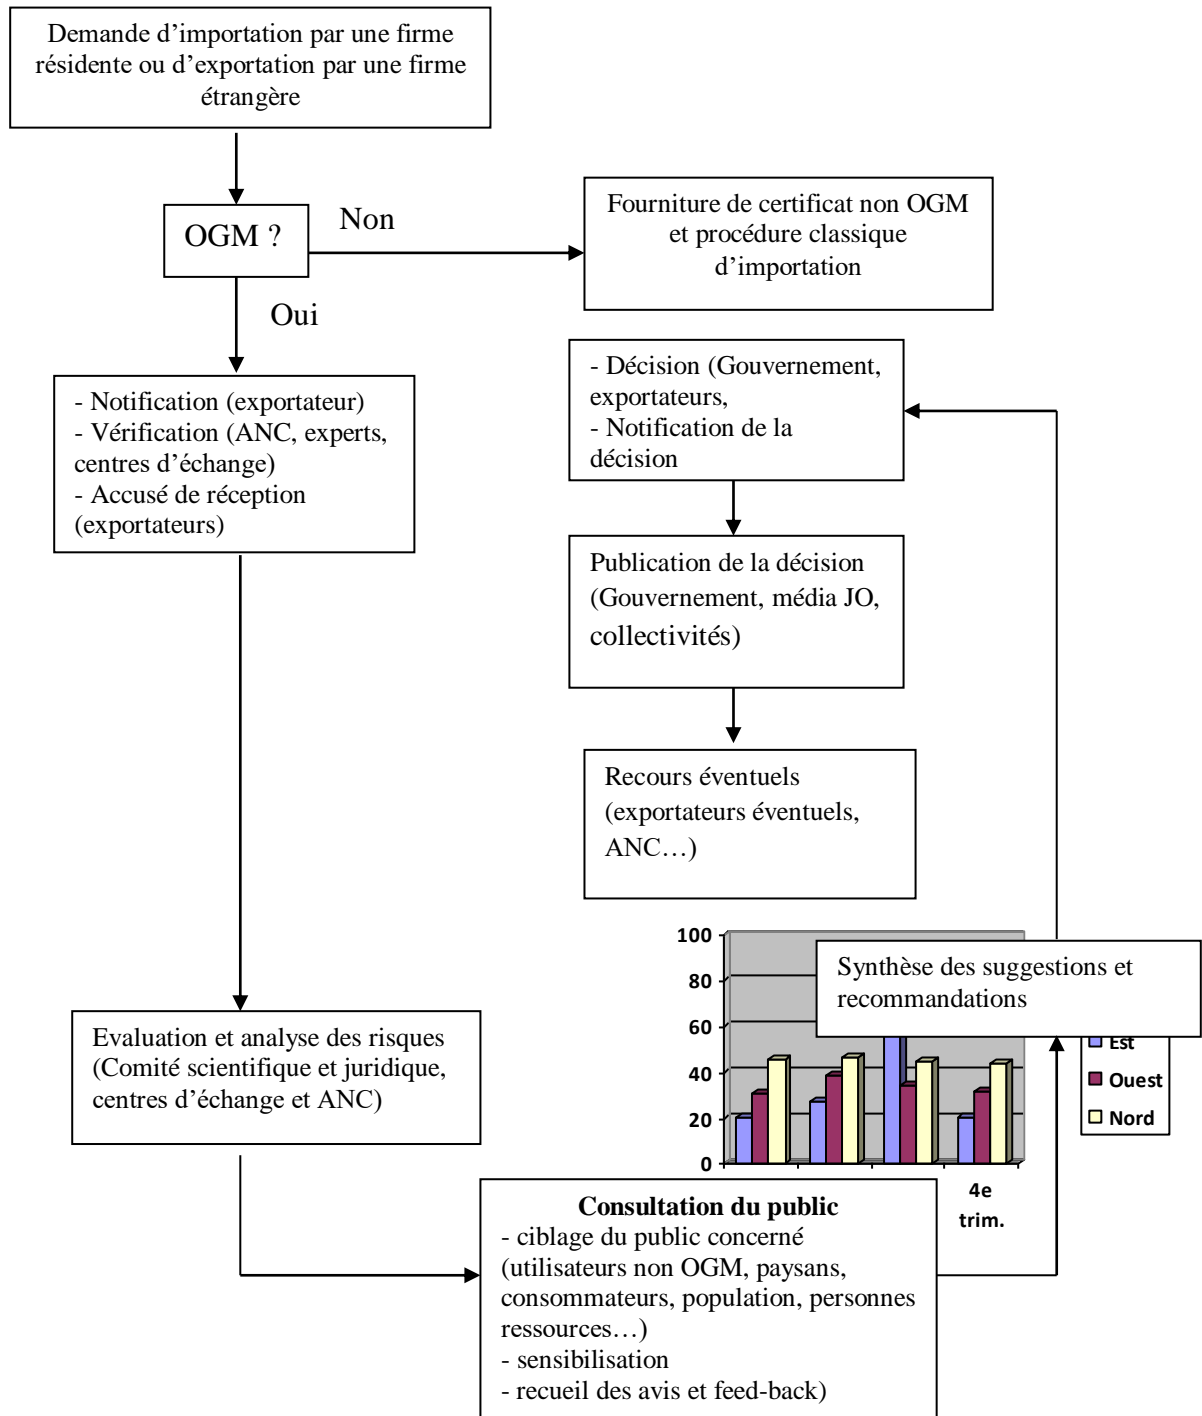 Demande d’importation par une firme
résidente ou d’exportation par une firme
étrangère
OGM ?
Non
Fourniture de certificat non OGM
et procédure classique
d’importation
Oui
- Notification (exportateur)
- Vérification (ANC, experts,
centres d’échange)
- Accusé de réception
(exportateurs)
- Décision (Gouvernement,
exportateurs,
- Notification de la
décision
Publication de la décision
(Gouvernement, média JO,
collectivités)
Recours éventuels
(exportateurs éventuels,
ANC…)
Synthèse des suggestions et
recommandations
100
80
60
40
20
0
4e
trim.
Est
Ouest
Nord
Evaluation et analyse des risques
(Comité scientifique et juridique,
centres d’échange et ANC)
Consultation du public
- ciblage du public concerné
(utilisateurs non OGM, paysans,
consommateurs, population, personnes
ressources…)
- sensibilisation
- recueil des avis et feed-back)